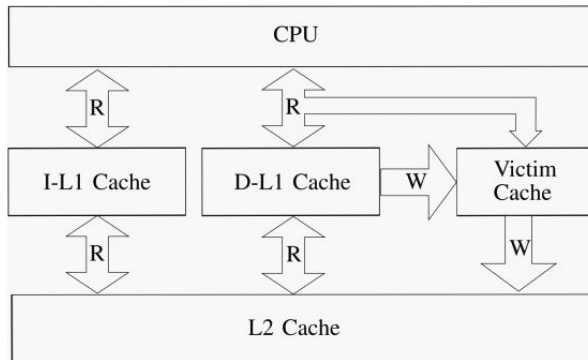 CPU
R
R
I-L1 Cache
D-L1 Cache
W
Victim
Cache
R
R
W
L2 Cache